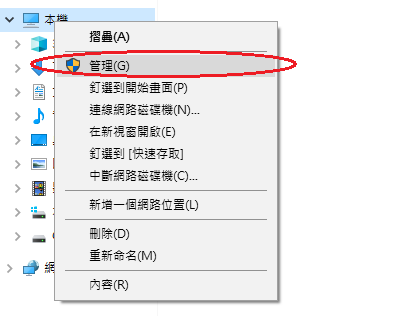 本機
摺疊(A)
管理(G)
釘選到開始畫面(P)
連線網路磁碟機(N)...
在新視窗開啟(E)
釘選到 [快速存取]
中斷網路磁碟機(C)...
新增一個網路位置(L)
刪除(D)
重新命名(M)
內容(R)